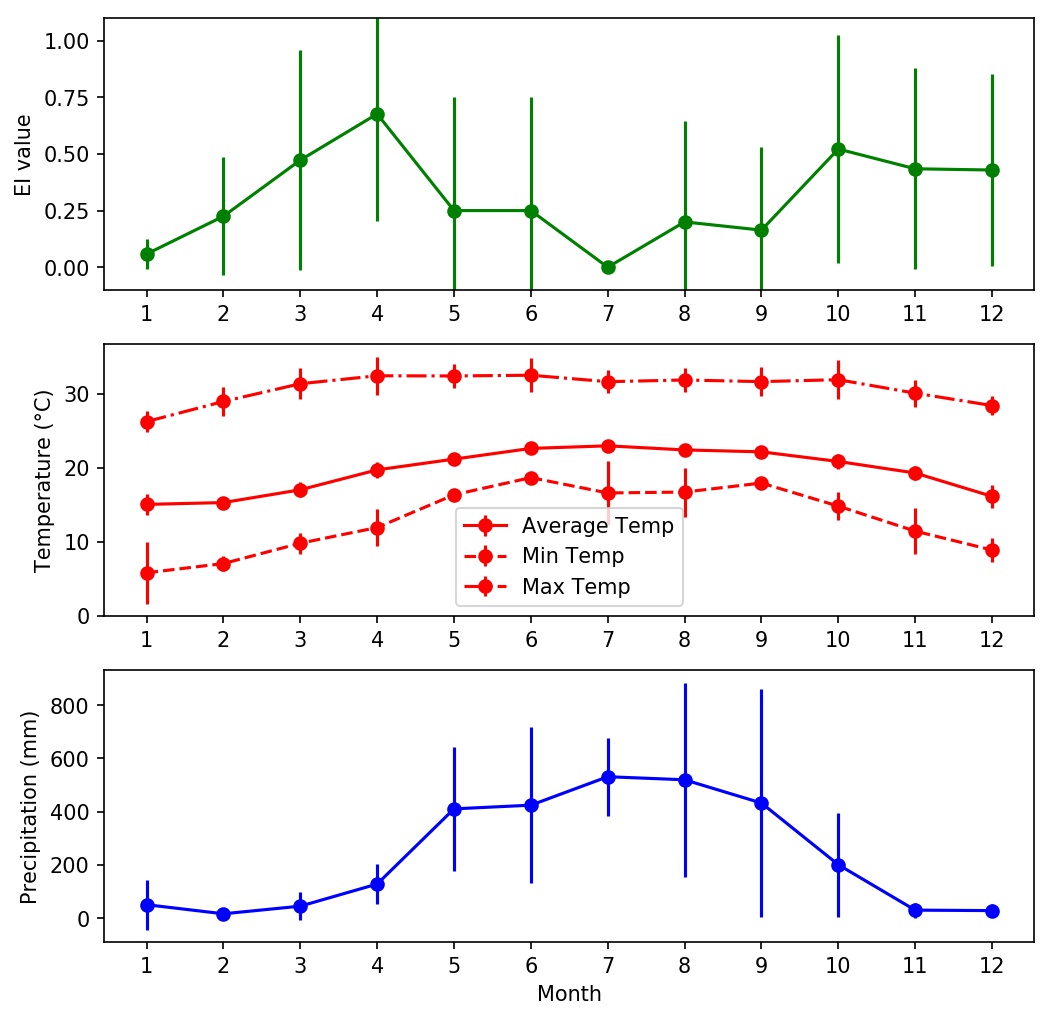 EI value
1.00
0.75
0.50
0.25
0.00
1 2 3 4 5 6 7 8 9 10 11 12
Temperature (°C)
30
20
10
0
Average Temp
Min Temp
Max Temp
1 2 3 4 5 6 7 8 9 10 11 12
Precipitation (mm)
800
600
400
200
0
1 2 3 4 5 6 7 8 9 10 11 12
Month